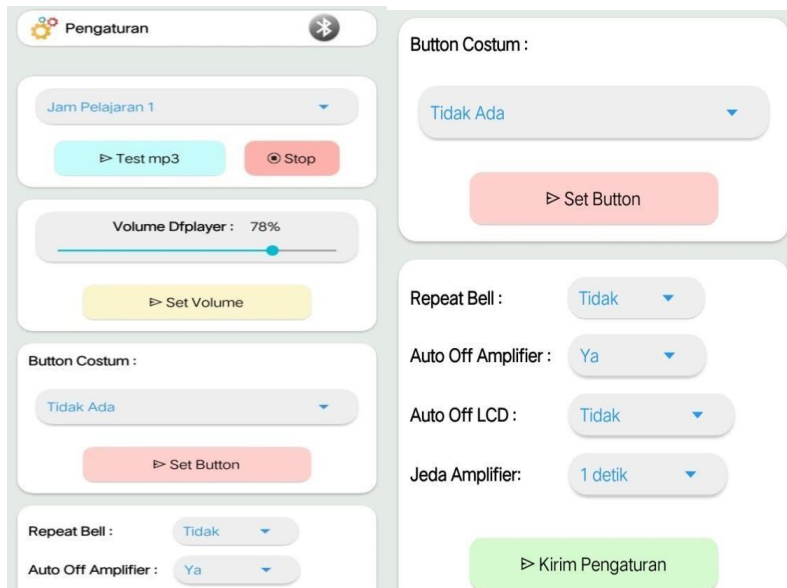 Pengaturan
Jam Pelajaran 1
Test mp3
Stop
Volume Dfplayer : 78%
Set Volume
Button Costum :
Tidak Ada
Set Button
Repeat Bell : Tidak
Auto Off Amplifier : Ya
Button Costum :
Tidak Ada
Set Button
Repeat Bell : Tidak
Auto Off Amplifier : Ya
Auto Off LCD : Tidak
Jeda Amplifier: 1 detik
Kirim Pengaturan